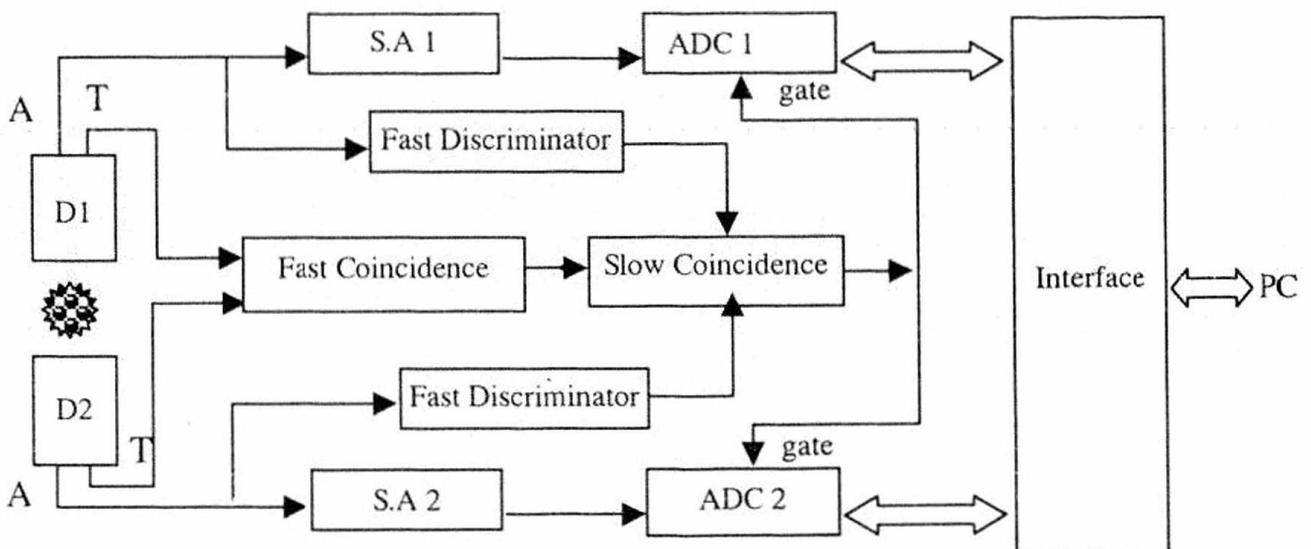 S.A 1
ADC 1
A
T
gate
Fast Discriminator
D1
Fast Coincidence
Slow Coincidence
Interface
PC
Fast Discriminator
D2
T
gate
A
S.A 2
ADC 2